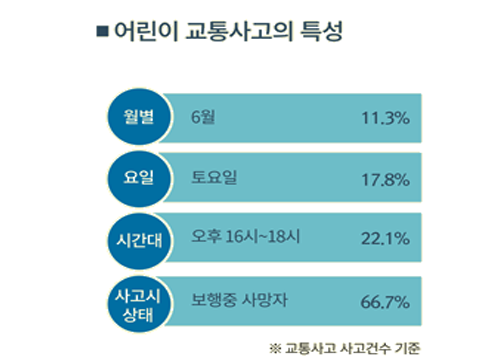 ■ 어린이 교통사고의 특성
월별 6월 11.3%
요일 토요일 17.8%
시간대 오후 16시~18시 22.1%
사고시
상태 보행중 사망자 66.7%
※ 교통사고 사고건수 기준